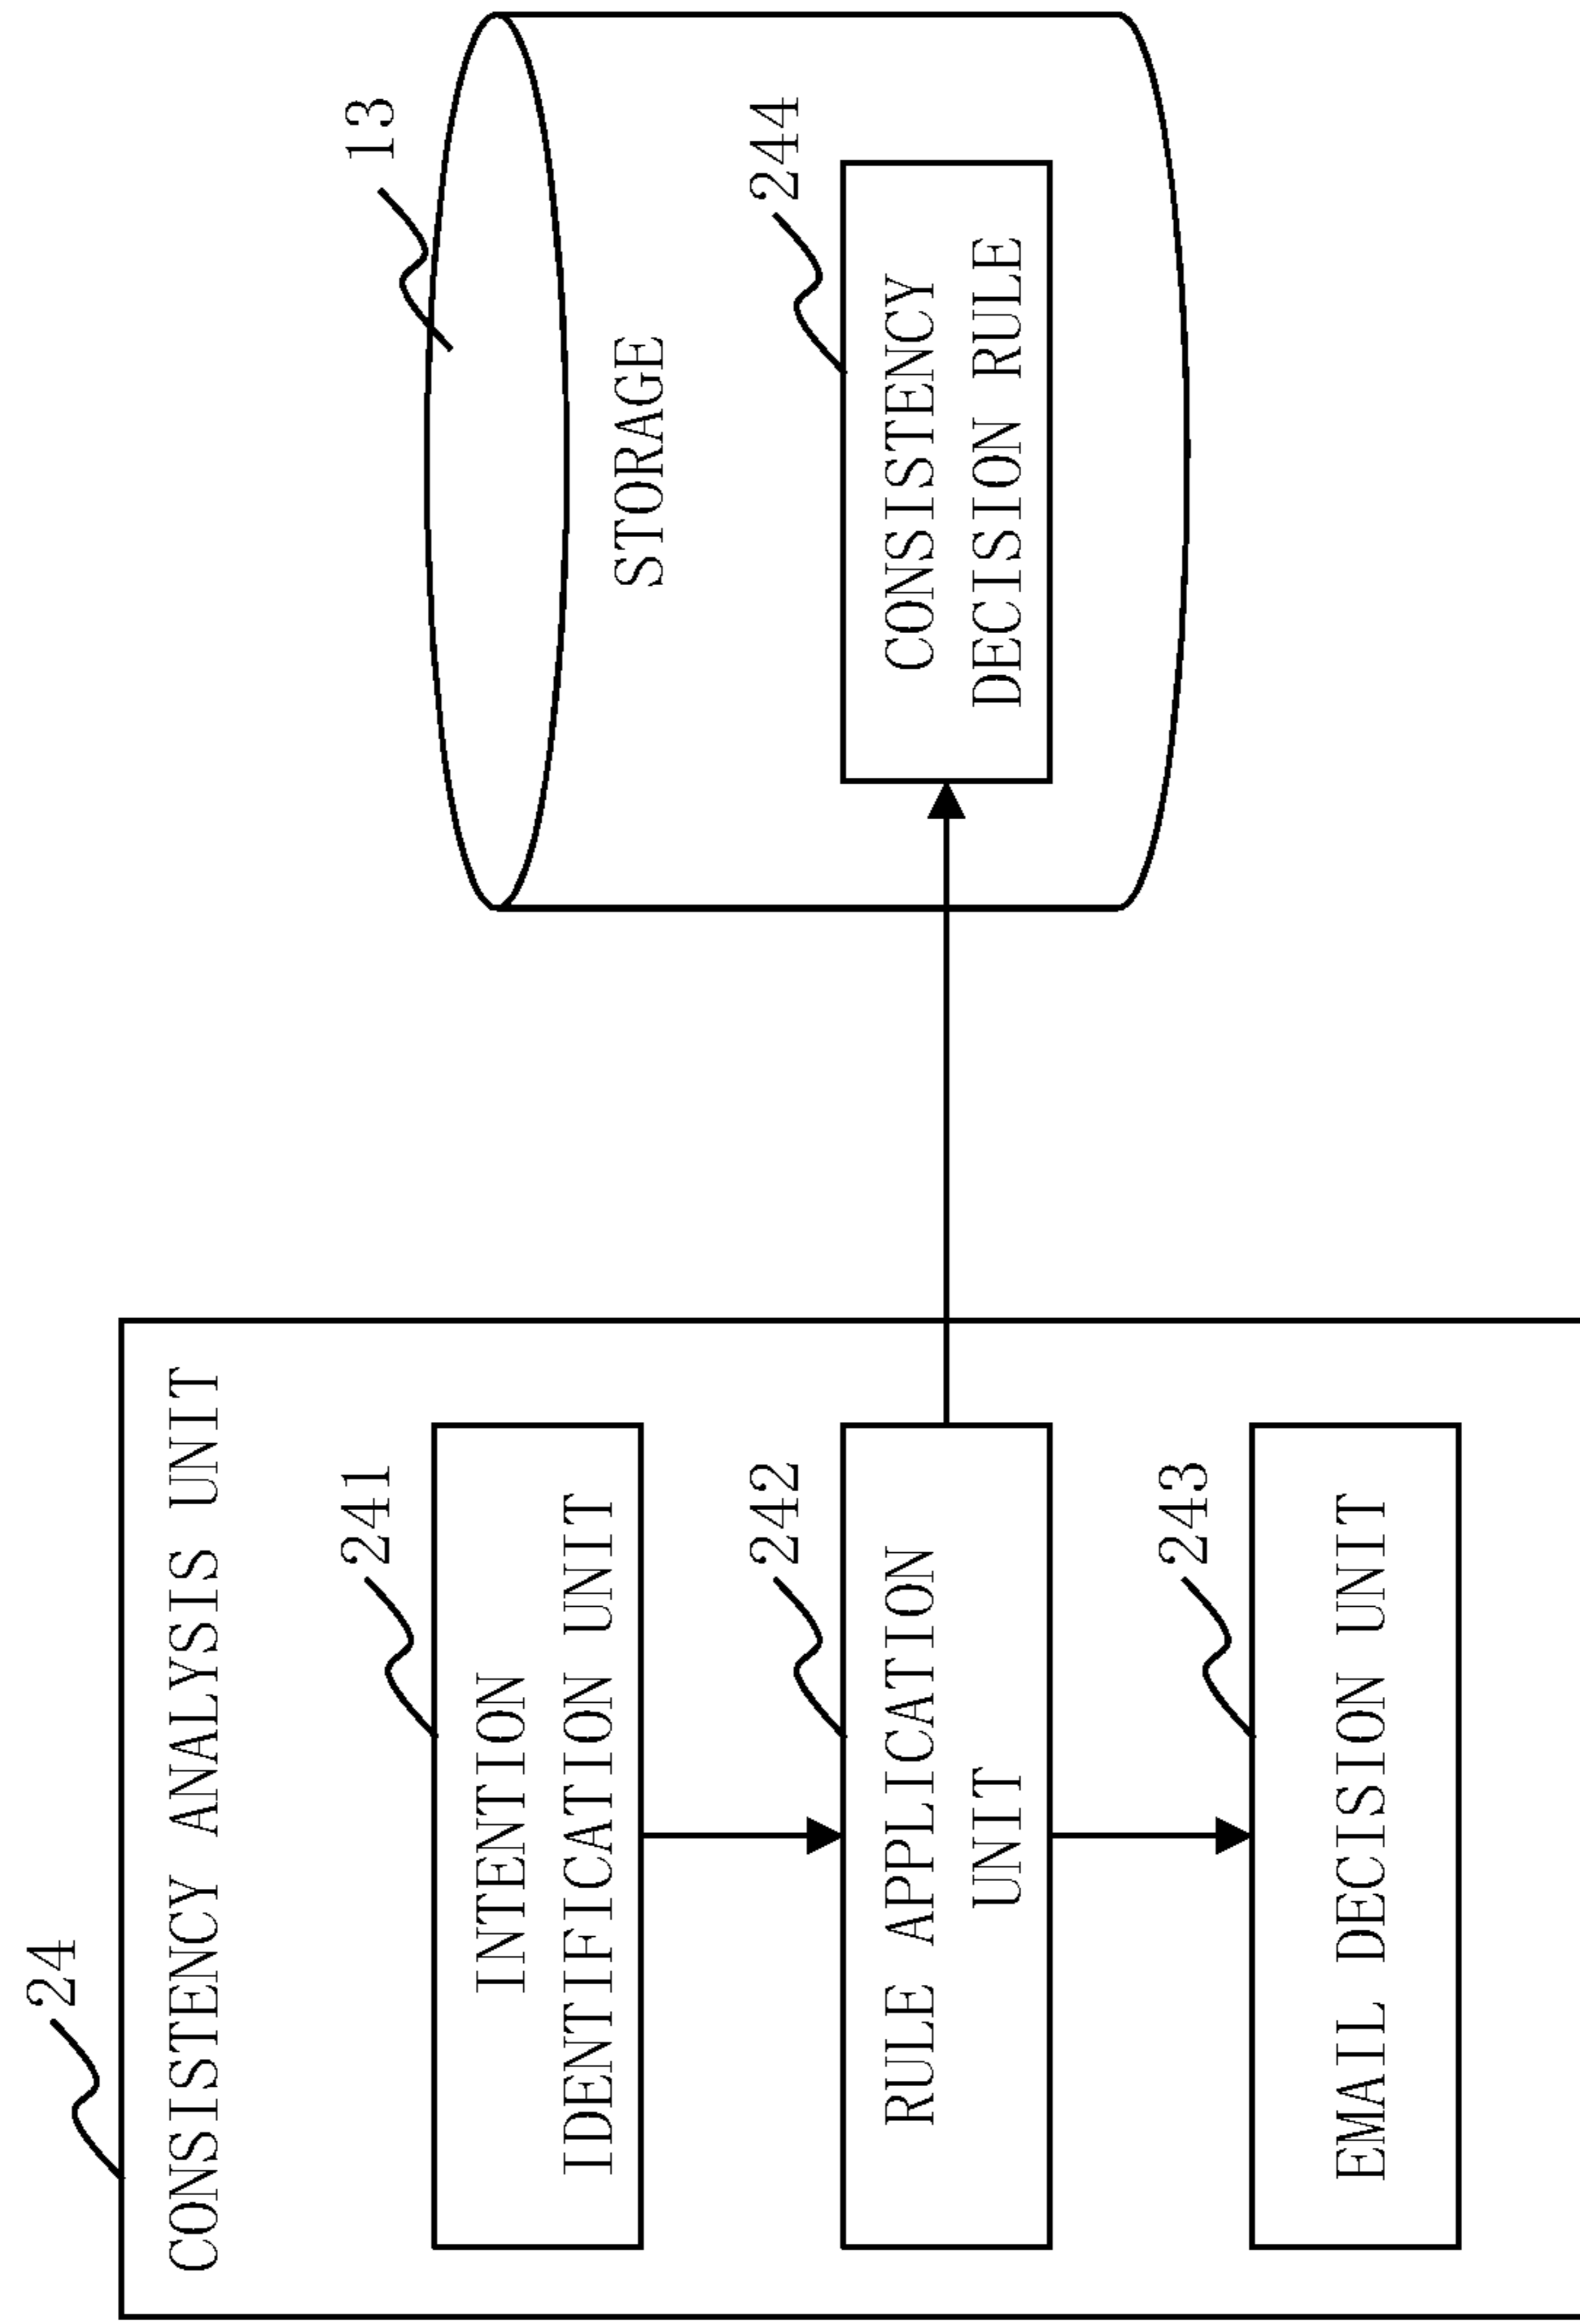 24
CONSISTENCY ANALYSIS UNIT
241
INTENTION
IDENTIFICATION UNIT
242
RULE APPLICATION
UNIT
243
EMAIL DECISION UNIT
13
STORAGE
244
CONSISTENCY
DECISION RULE